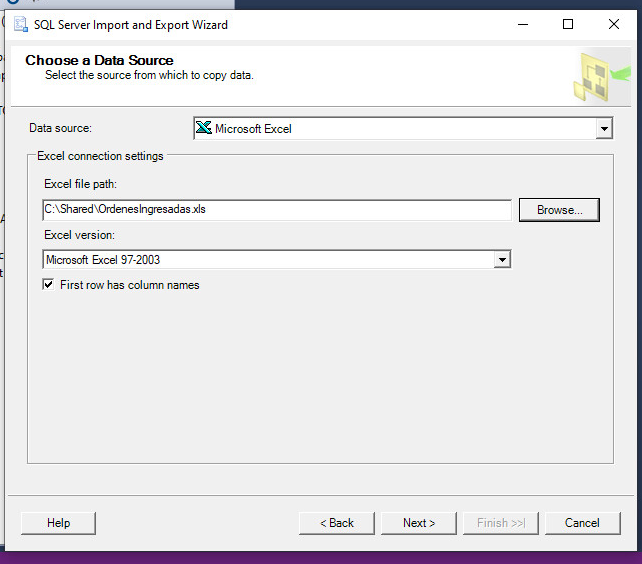 SQL Server Import and Export Wizard
Choose a Data Source
Select the source from which to copy data.
Data source:
Microsoft Excel
Excel connection settings
Excel file path:
C:\Shared\OrdenesIngresadas.xls
Browse...
Excel version:
Microsoft Excel 97-2003
First row has column names
Help
< Back
Next >
Finish >>|
Cancel